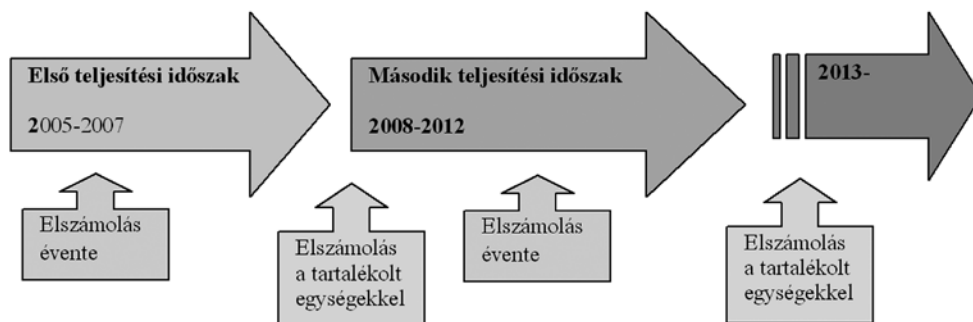 Első teljesítési időszak
2005-2007
Második teljesítési időszak
2008-2012
2013-
Elszámolás
évente
Elszámolás
a tartalékolt
egységekkel
Elszámolás
évente
Elszámolás
a tartalékolt
egységekkel